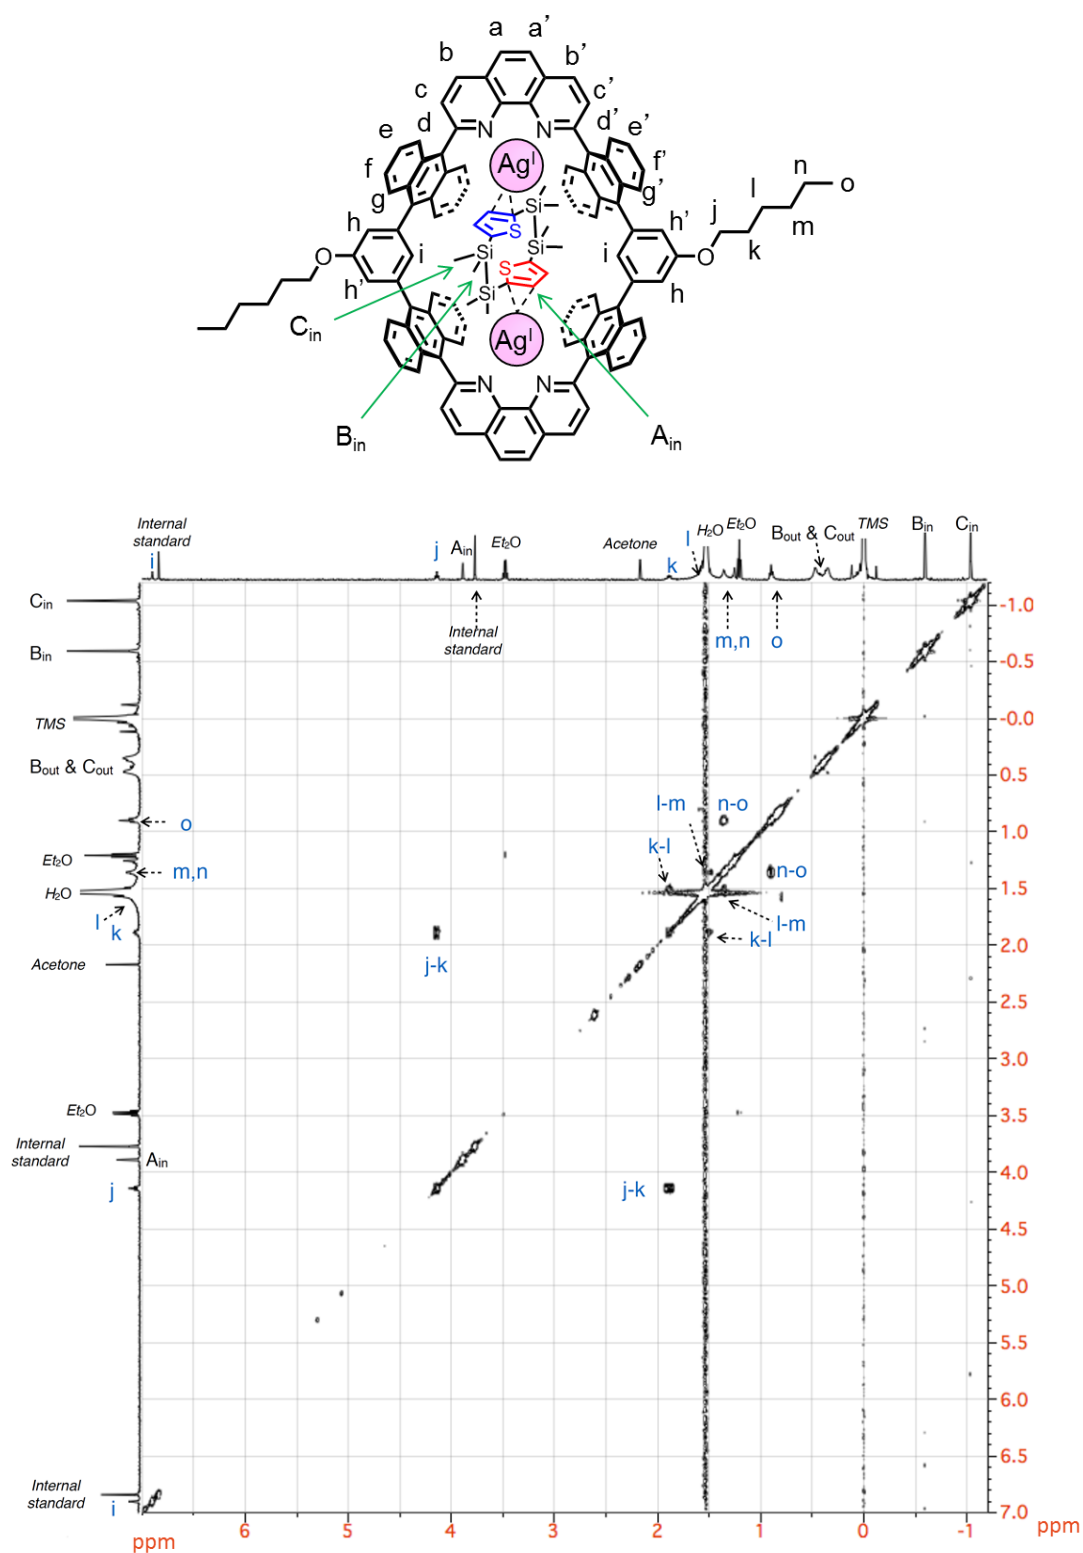 a a’
b b’
c c’
d N N d’
e e’
Ag^I
f f’
g g’
n
o
Si
l
h S h’ j
m
i Si Si i
O S O k
h’ h
Si
C_in
Ag^I
N N
B_in A_in
Internal
standard
i
j
A_in
Et₂O
Acetone
k
l
H₂O
Et₂O
B_out & C_out
TMS
B_in
C_in
Internal
standard
m,n
o
C_in
B_in
TMS
B_out & C_out
o
Et₂O
m,n
H₂O
l
k
Acetone
Et₂O
Internal
standard
A_in
j
Internal
standard
i
l-m
n-o
k-l
n-o
l-m
k-l
j-k
j-k
-1.0
-0.5
-0.0
0.5
1.0
1.5
2.0
2.5
3.0
3.5
4.0
4.5
5.0
5.5
6.0
6.5
7.0
6 5 4 3 2 1 0 -1
ppm ppm